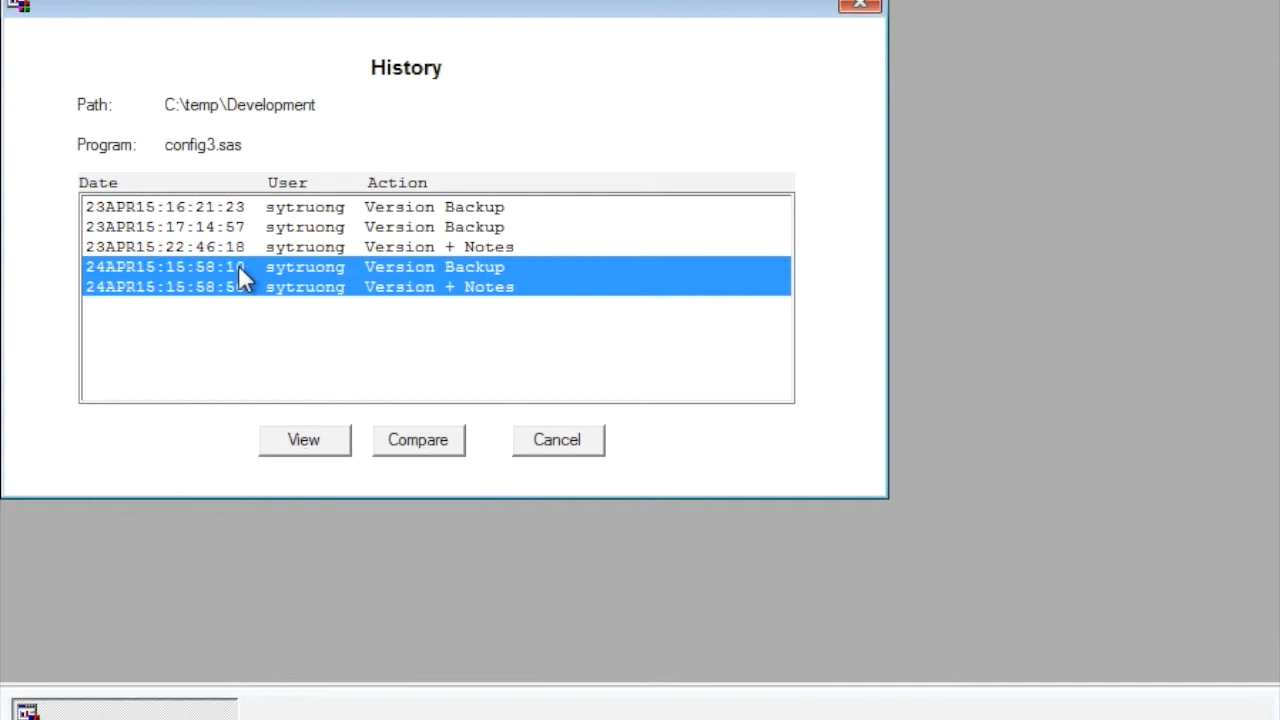 History
Path: C:\temp\Development
Program: config3.sas
Date User Action
23APR15:16:21:23 sytruong Version Backup
23APR15:17:14:57 sytruong Version Backup
23APR15:22:46:18 sytruong Version + Notes
sytruong Version Backup
sytruong Version + Notes
View Compare Cancel